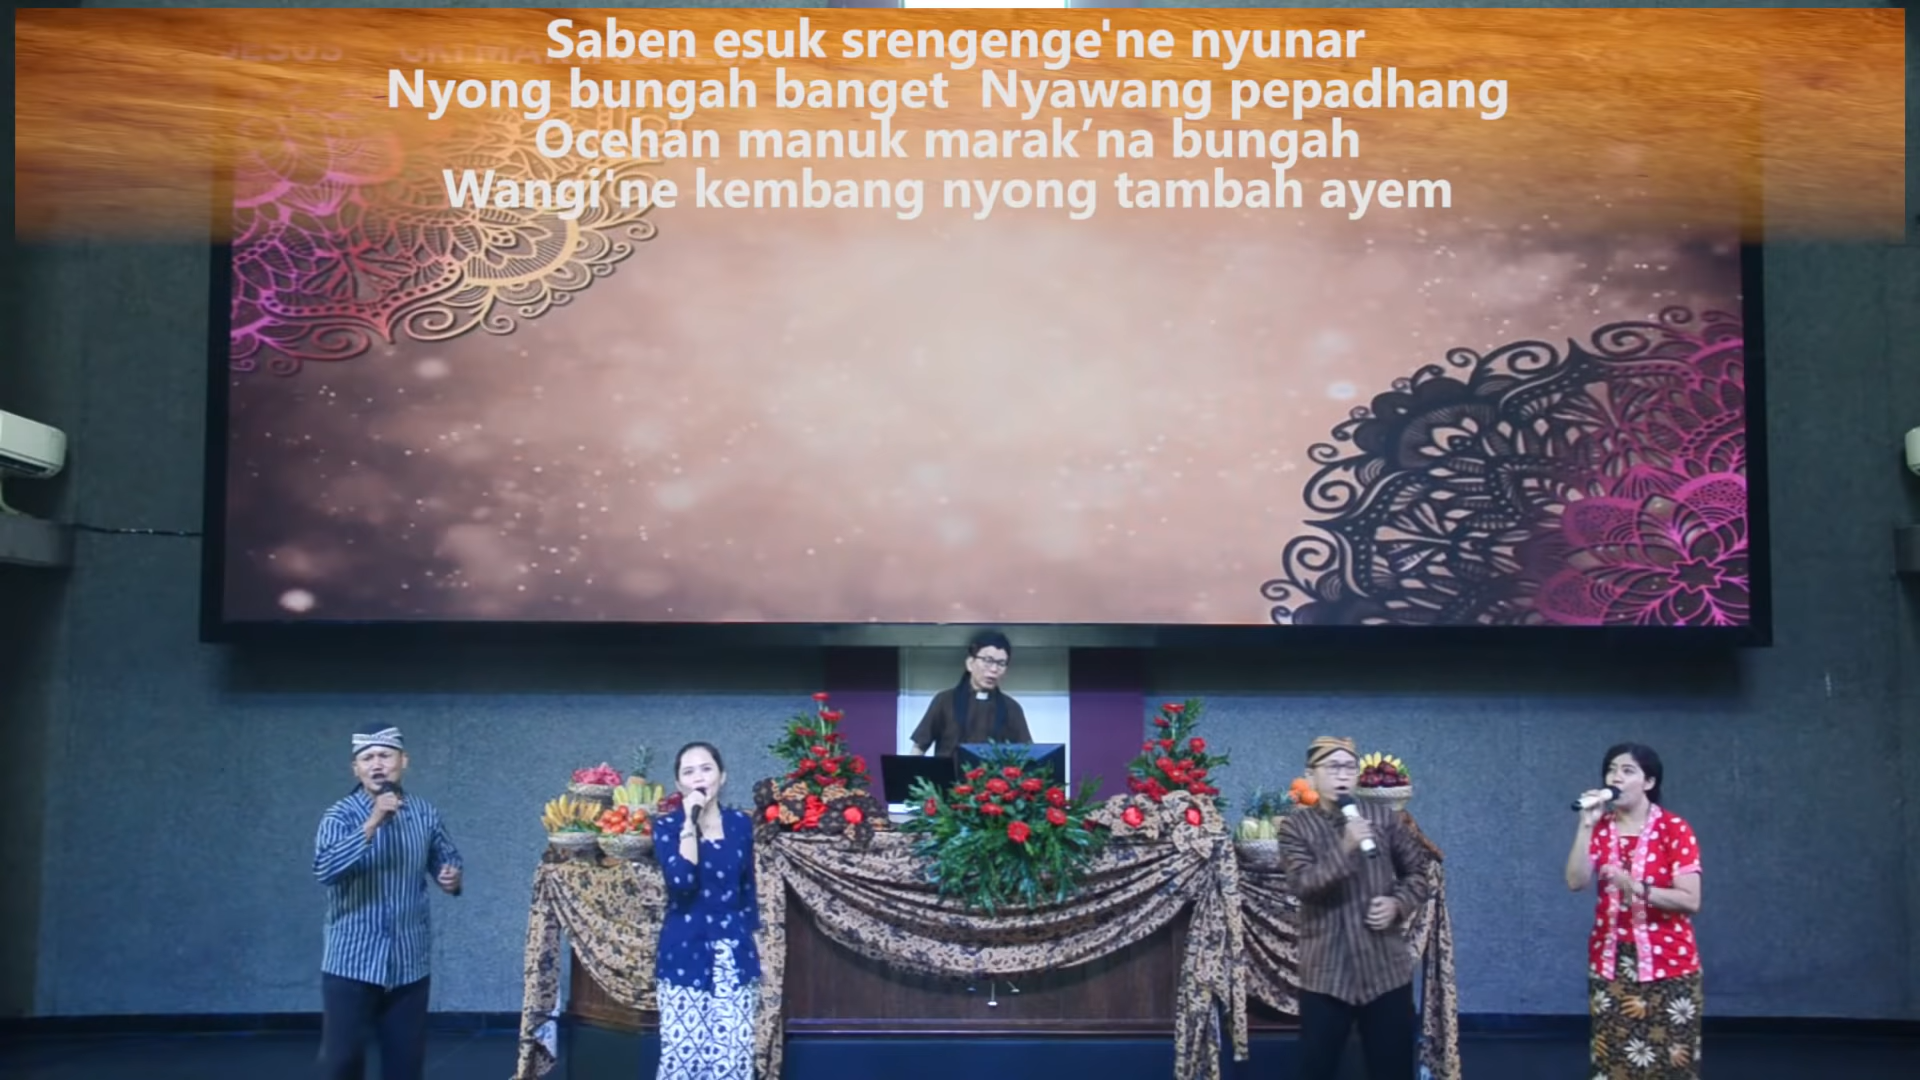 Saben esuk srengenge'ne nyunar
Nyong bungah banget Nyawang pepadhang
Ocehan manuk marak’na bungah
Wangi'ne kembang nyong tambah ayem